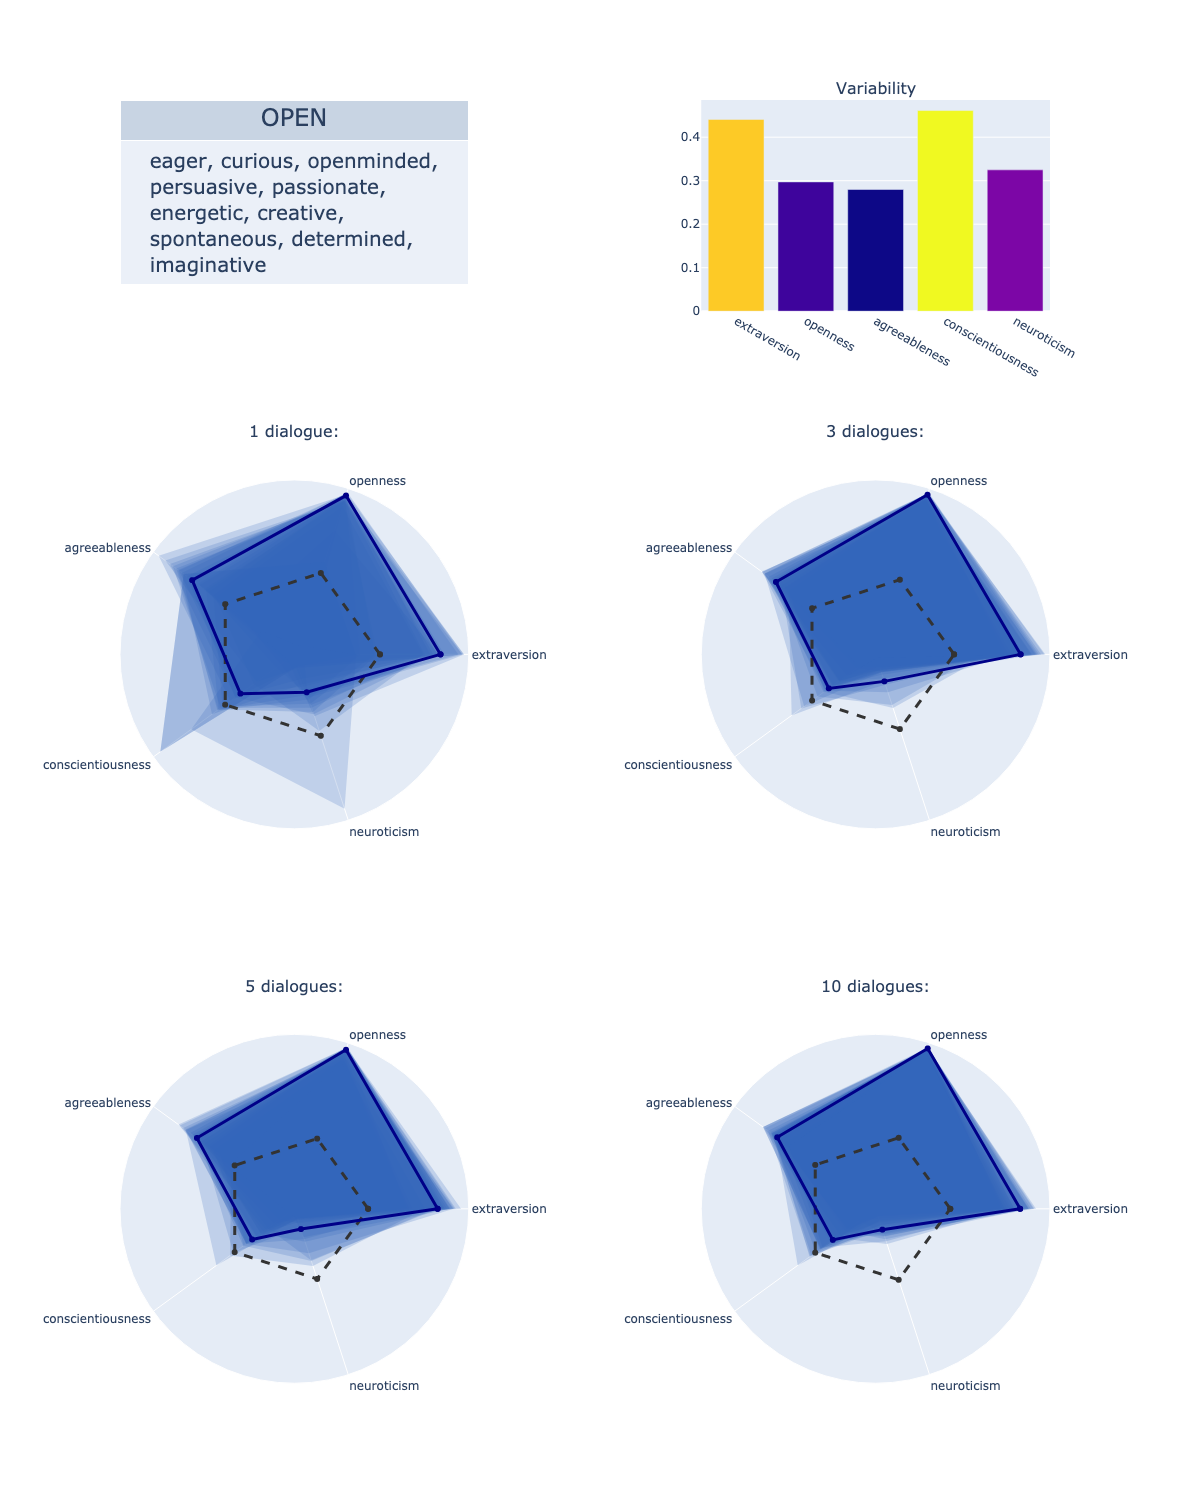 OPEN
eager, curious, openminded,
persuasive, passionate,
energetic, creative,
spontaneous, determined,
imaginative
Variability
0.4
0.3
0.2
0.1
0
extraversion
openness
agreeableness
conscientiousness
neuroticism
1 dialogue:
openness
agreeableness
extraversion
conscientiousness
neuroticism
3 dialogues:
openness
agreeableness
extraversion
conscientiousness
neuroticism
5 dialogues:
openness
agreeableness
extraversion
conscientiousness
neuroticism
10 dialogues:
openness
agreeableness
extraversion
conscientiousness
neuroticism